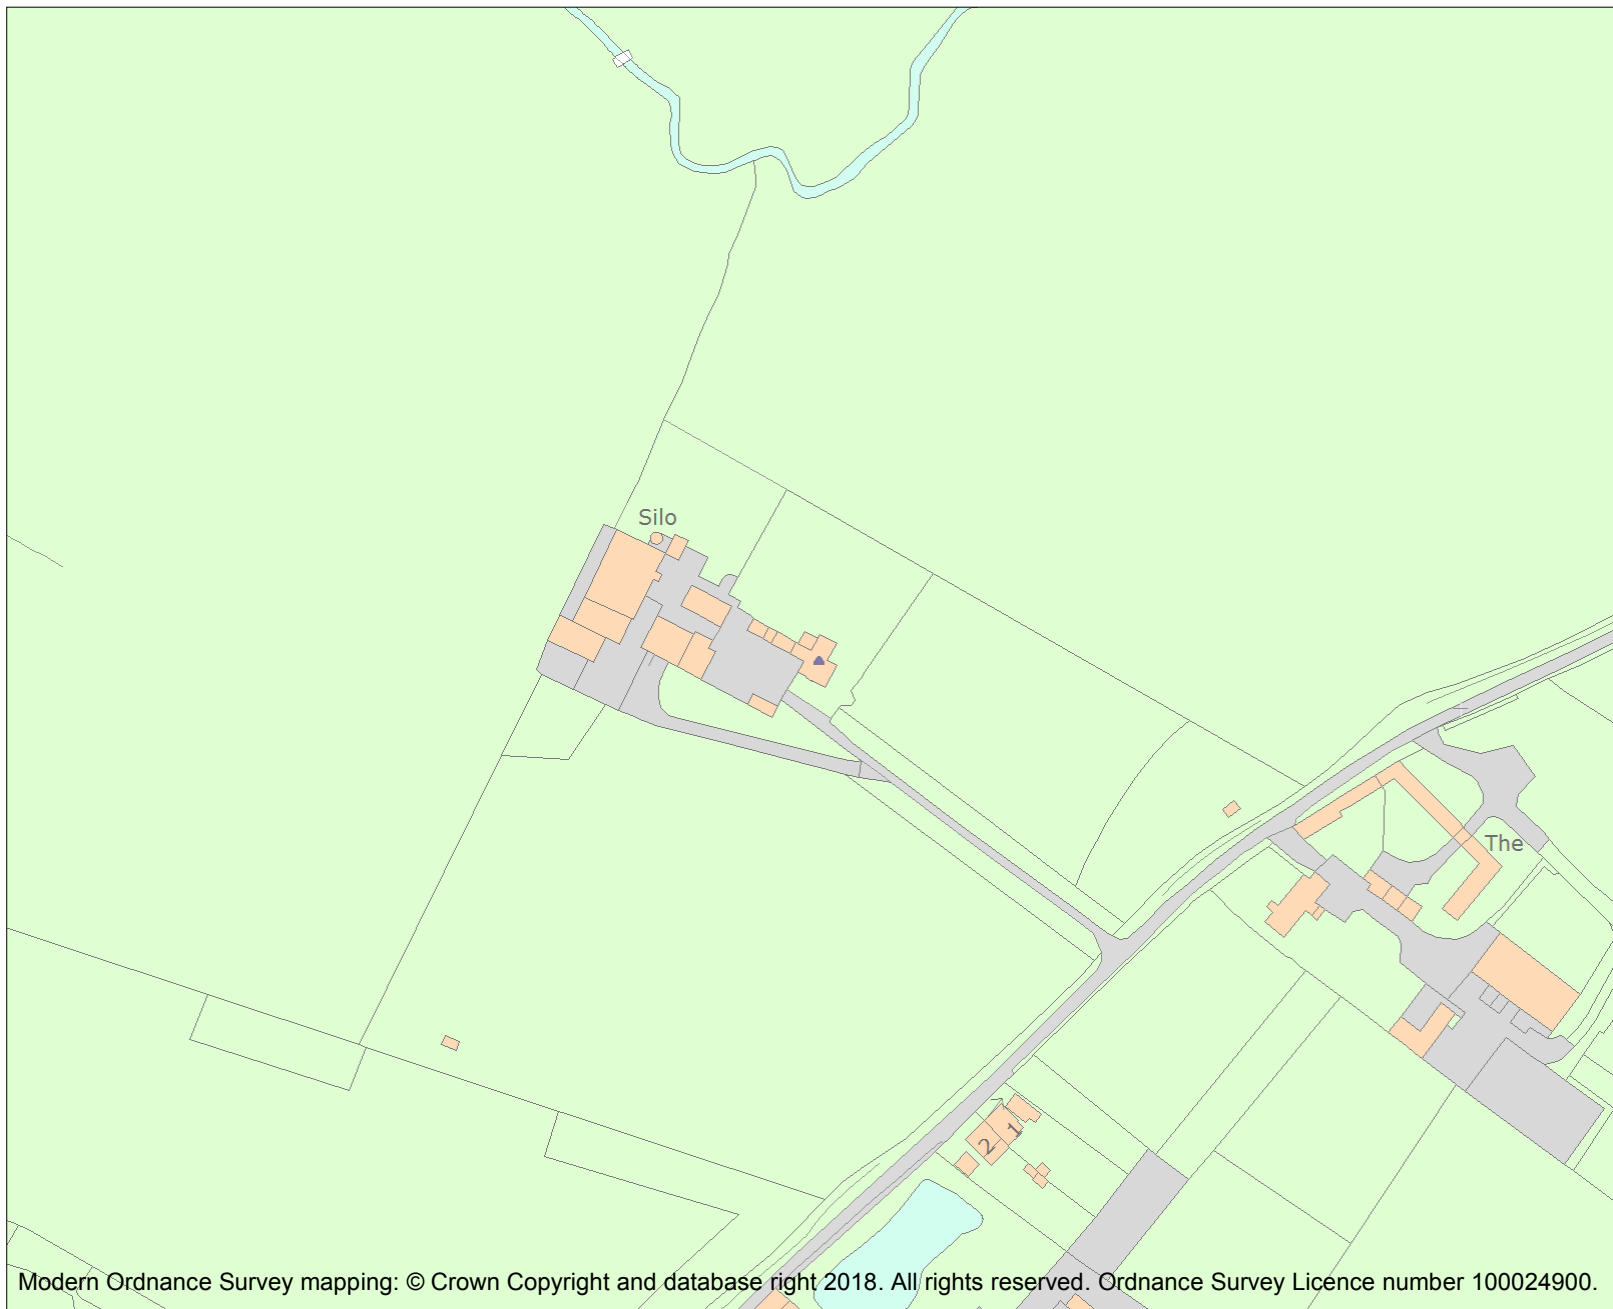 Silo
The
1
2
Modern Ordnance Survey mapping: © Crown Copyright and database right 2018. All rights reserved. Ordnance Survey Licence number 100024900.